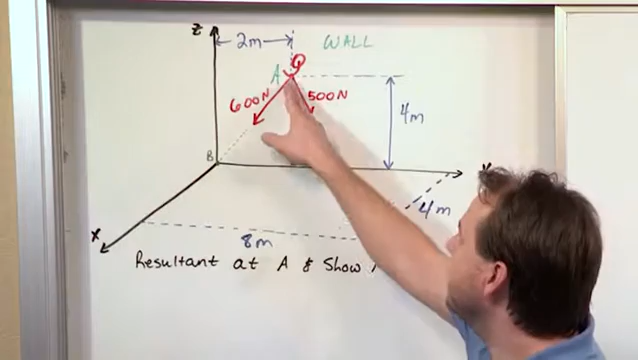 Z
2m
WALL
A
600N
500N
4m
B
4m
X
8m
Resultant at A & Show